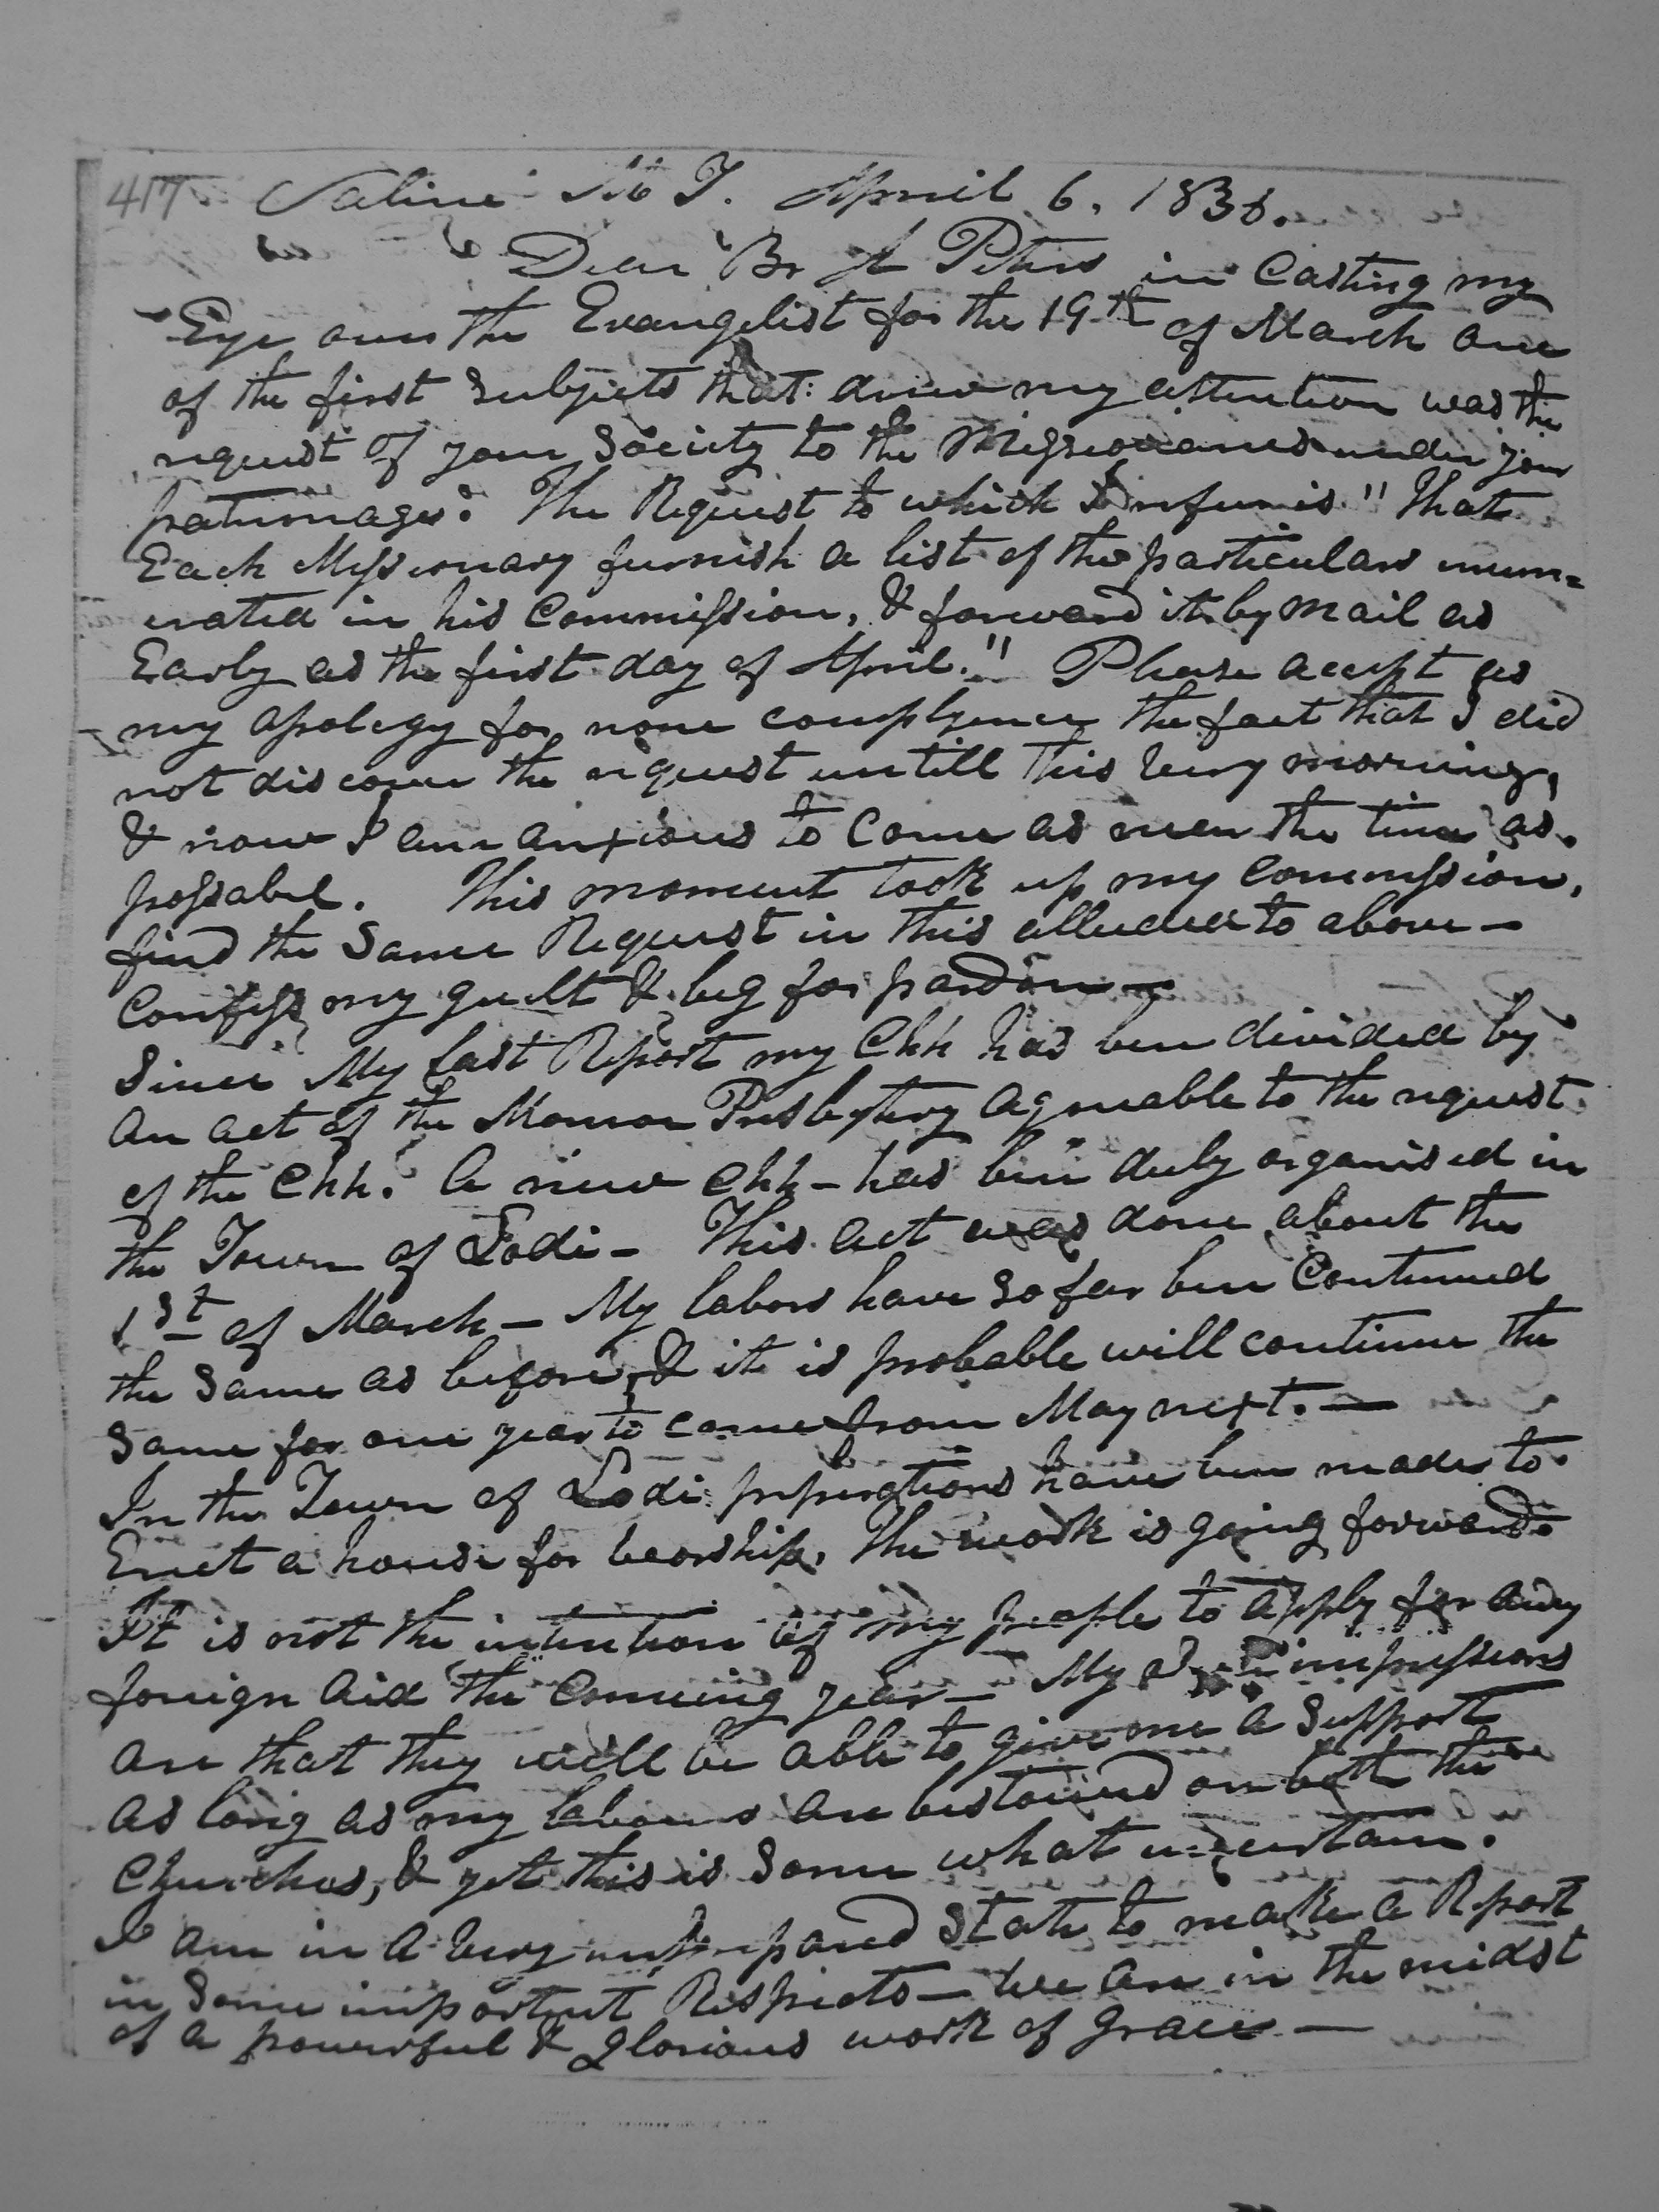 417 Saline M T. April 6, 1836.
Dear Br A Peters in Casting my
Eye over the Evangelist for the 19th of March one
of the first subjects that drew my attention was the
request of your Society to the Missionaries under your
patronage. The Request to which I refer is "That
Each Missionary furnish a list of the particulars enum=
erated in his Commission, & forward it by mail as
Early as the first day of April." Please accept as
my apology for none complyence the fact that I did
not discover the request untill this very morning,
& now I am anxious to Come as near the time as
possabel. This moment took up my Commission,
find the Same Request in this alluded to above—
Confess my guilt & beg for pardon—
Since My last Report my Chh has ben divided by
an act of the Monroe Presbytery agreeable to the request
of the Chh. A new Chh — has ben duly organised in
the Town of Lodi — This act was done about the
1st of March — My labors have so far ben Continued
the Same as before, & it is probable will continue the
Same for one year to come from May next. —
In the Town of Lodi preperations have ben made to
Erect a house for worship. The work is going forward.
It is not the intention of my people to apply for any
foreign aid the Comeing year — My impressions
are that they will be able to give me a Support
as long as my labours are bestowed on both the
Churches, & yet this is Some what uncertain.
I am in a very unprepared State to make a Report
in Some important Respects — We are in the midst
of a powerful & glorious work of grace —